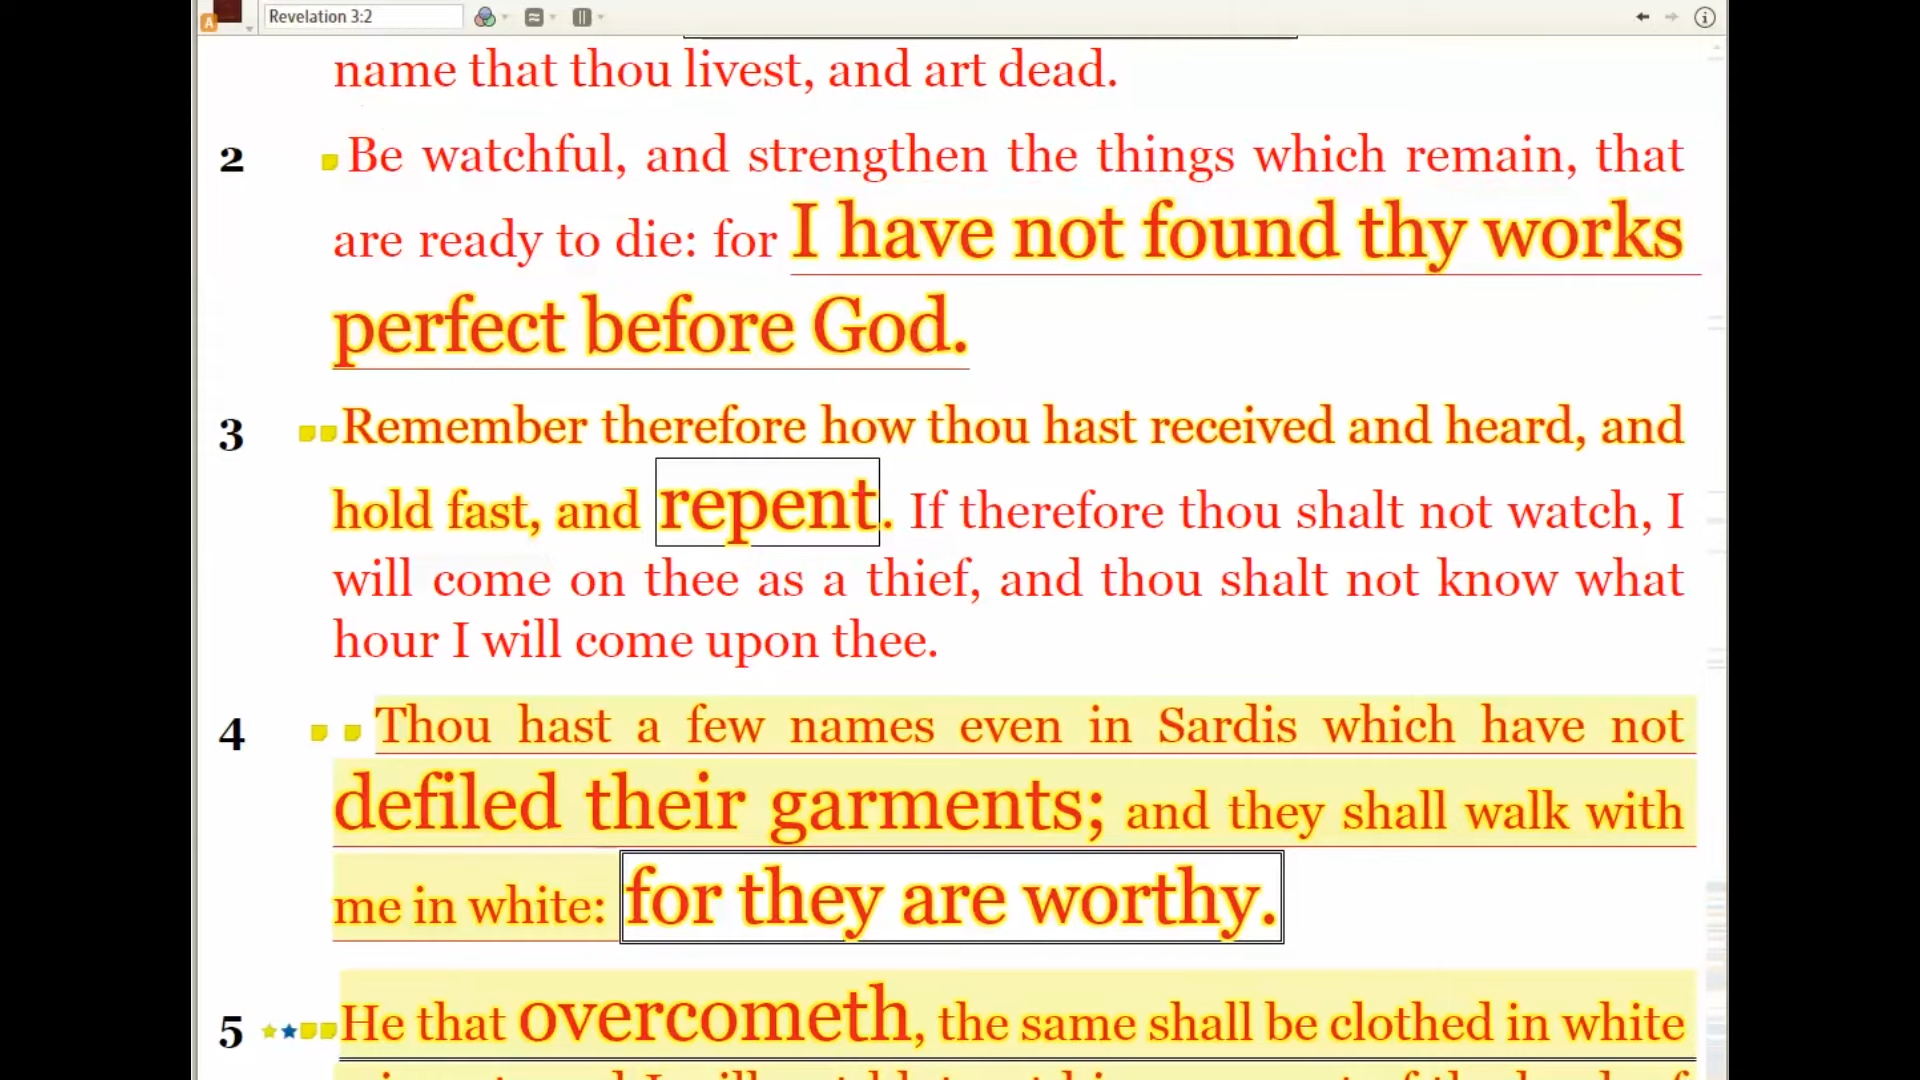 A
Revelation 3:2
name that thou livest, and art dead.
2 Be watchful, and strengthen the things which remain, that
are ready to die: for I have not found thy works
perfect before God.
3 Remember therefore how thou hast received and heard, and
hold fast, and repent. If therefore thou shalt not watch, I
will come on thee as a thief, and thou shalt not know what
hour I will come upon thee.
4 Thou hast a few names even in Sardis which have not
defiled their garments; and they shall walk with
me in white: for they are worthy.
5 He that overcometh, the same shall be clothed in white